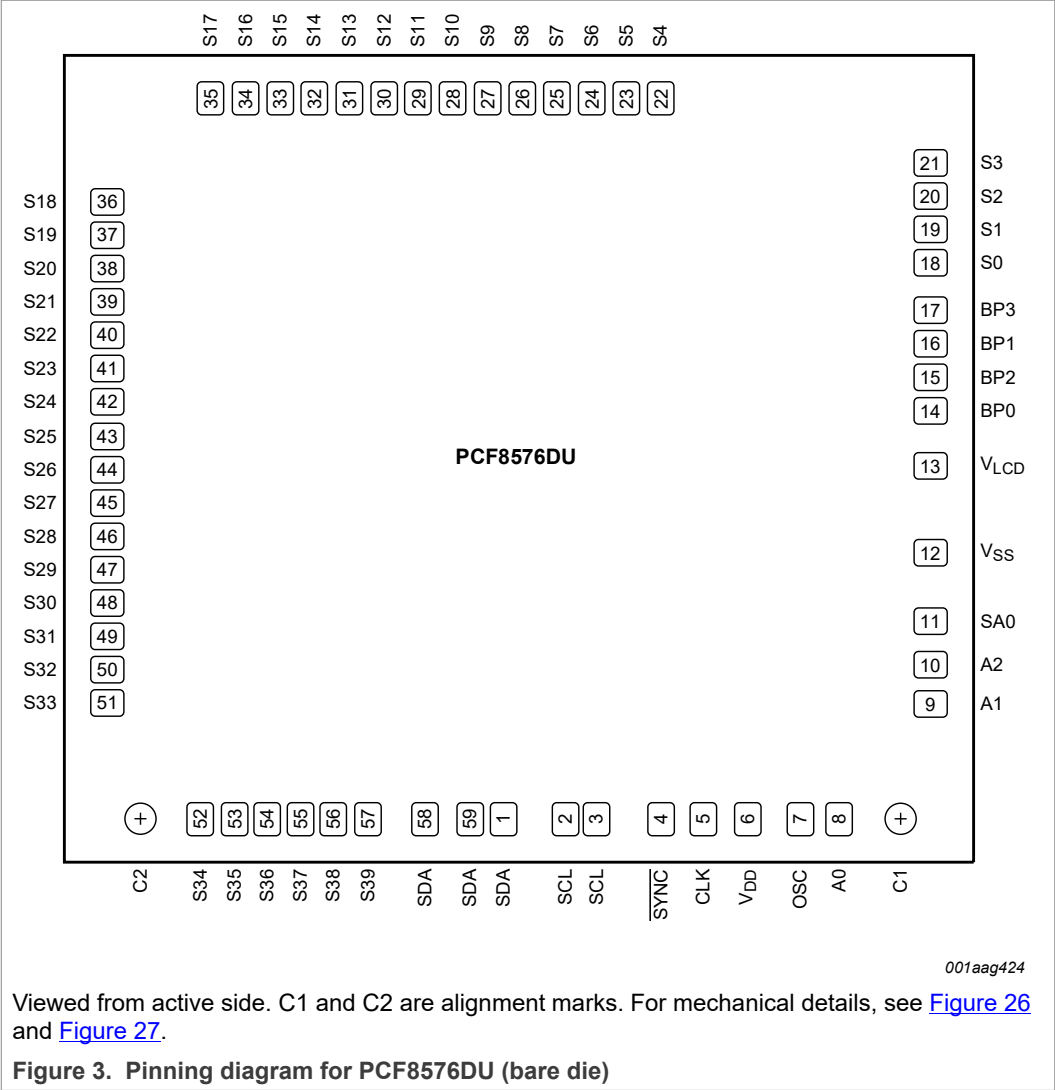 S17 S16 S15 S14 S13 S12 S11 S10 S9 S8 S7 S6 S5 S4
35 34 33 32 31 30 29 28 27 26 25 24 23 22
21 S3
S18 36 20 S2
S19 37 19 S1
S20 38 18 S0
S21 39 17 BP3
S22 40 16 BP1
S23 41 15 BP2
S24 42 14 BP0
S25 43
PCF8576DU
S26 44 13 VLCD
S27 45
S28 46 12 VSS
S29 47
S30 48 11 SA0
S31 49
S32 50 10 A2
S33 51 9 A1
52 53 54 55 56 57 58 59 1 2 3 4 5 6 7 8
C2 S34 S35 S36 S37 S38 S39 SDA SDA SDA SCL SCL SYNC CLK VDD OSC A0 C1
001aag424
Viewed from active side. C1 and C2 are alignment marks. For mechanical details, see Figure 26
and Figure 27.
Figure 3. Pinning diagram for PCF8576DU (bare die)